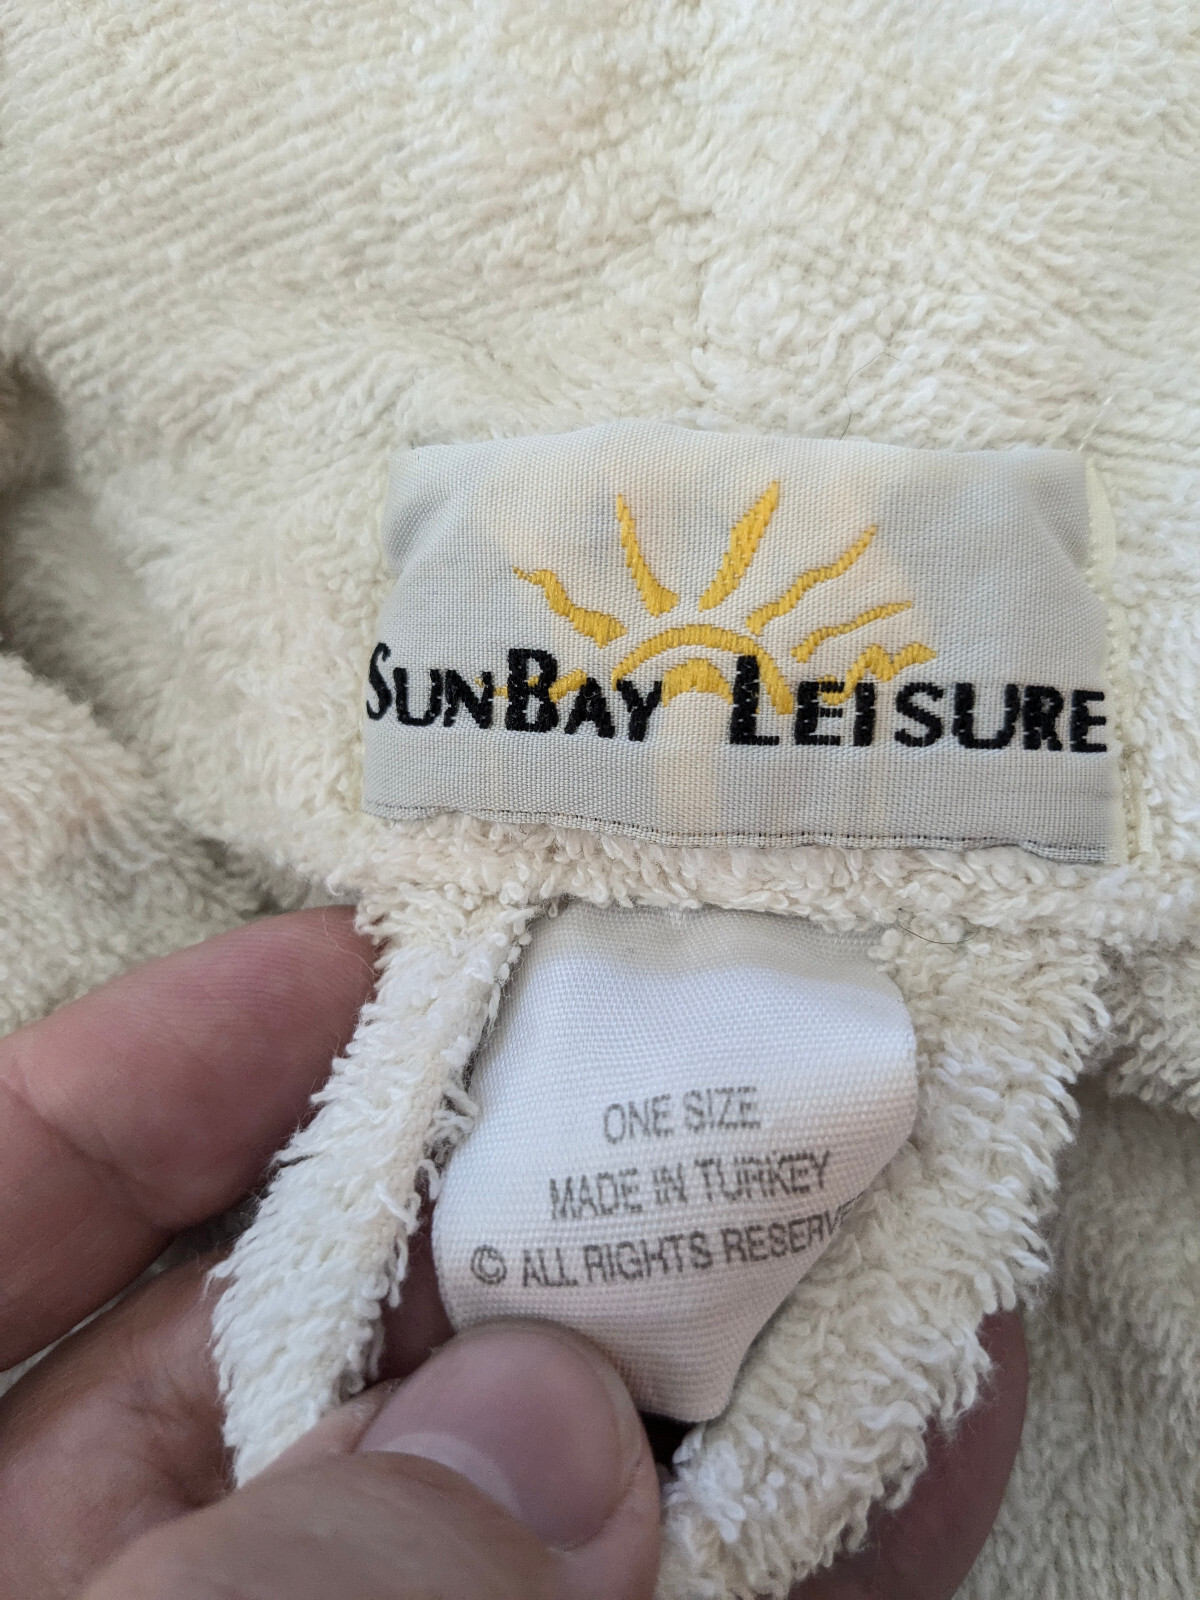 SUNBAY LEISURE
ONE SIZE
MADE IN TURKEY
© ALL RIGHTS RESERVE